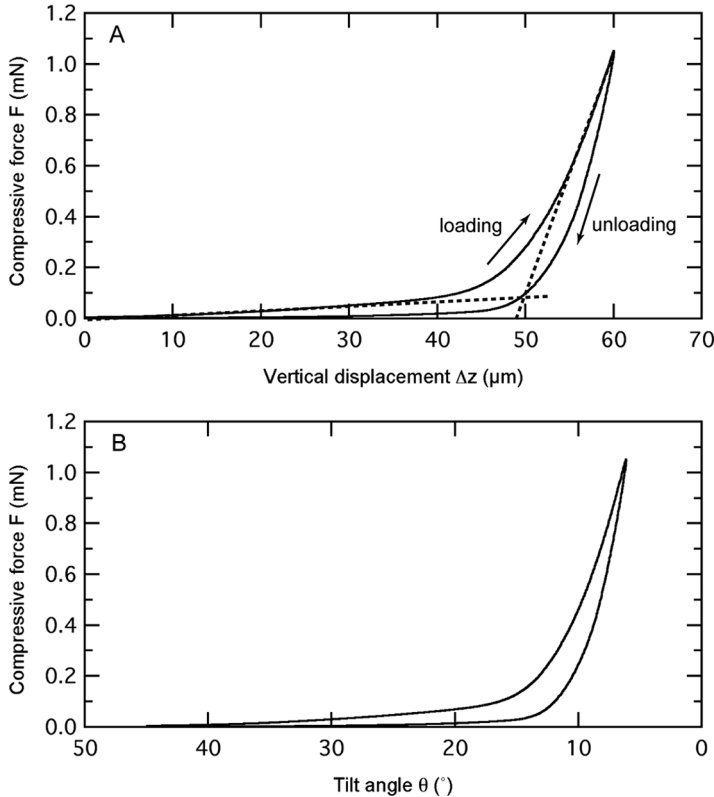 1.2
A
1.0
0.8
0.6
0.4
0.2
0.0
Compressive force F (mN)
loading
unloading
0 10 20 30 40 50 60 70
Vertical displacement Δz (μm)
1.2
B
1.0
0.8
0.6
0.4
0.2
0.0
Compressive force F (mN)
50 40 30 20 10 0
Tilt angle θ (°)